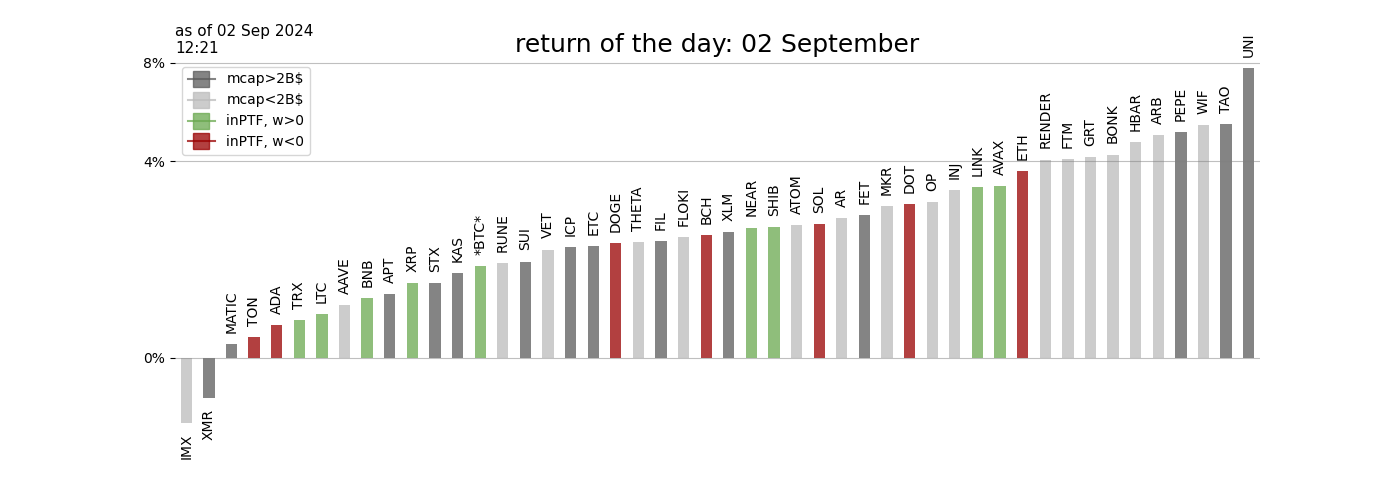 as of 02 Sep 2024
12:21
return of the day: 02 September
8%
4%
0%
mcap>2B$
mcap<2B$
inPTF, w>0
inPTF, w<0
IMX
XMR
MATIC
TON
ADA
TRX
LTC
AAVE
BNB
APT
XRP
STX
KAS
*BTC*
RUNE
SUI
VET
ICP
ETC
DOGE
THETA
FIL
FLOKI
BCH
XLM
NEAR
SHIB
ATOM
SOL
AR
FET
MKR
DOT
OP
INJ
LINK
AVAX
ETH
RENDER
FTM
GRT
BONK
HBAR
ARB
PEPE
WIF
TAO
UNI